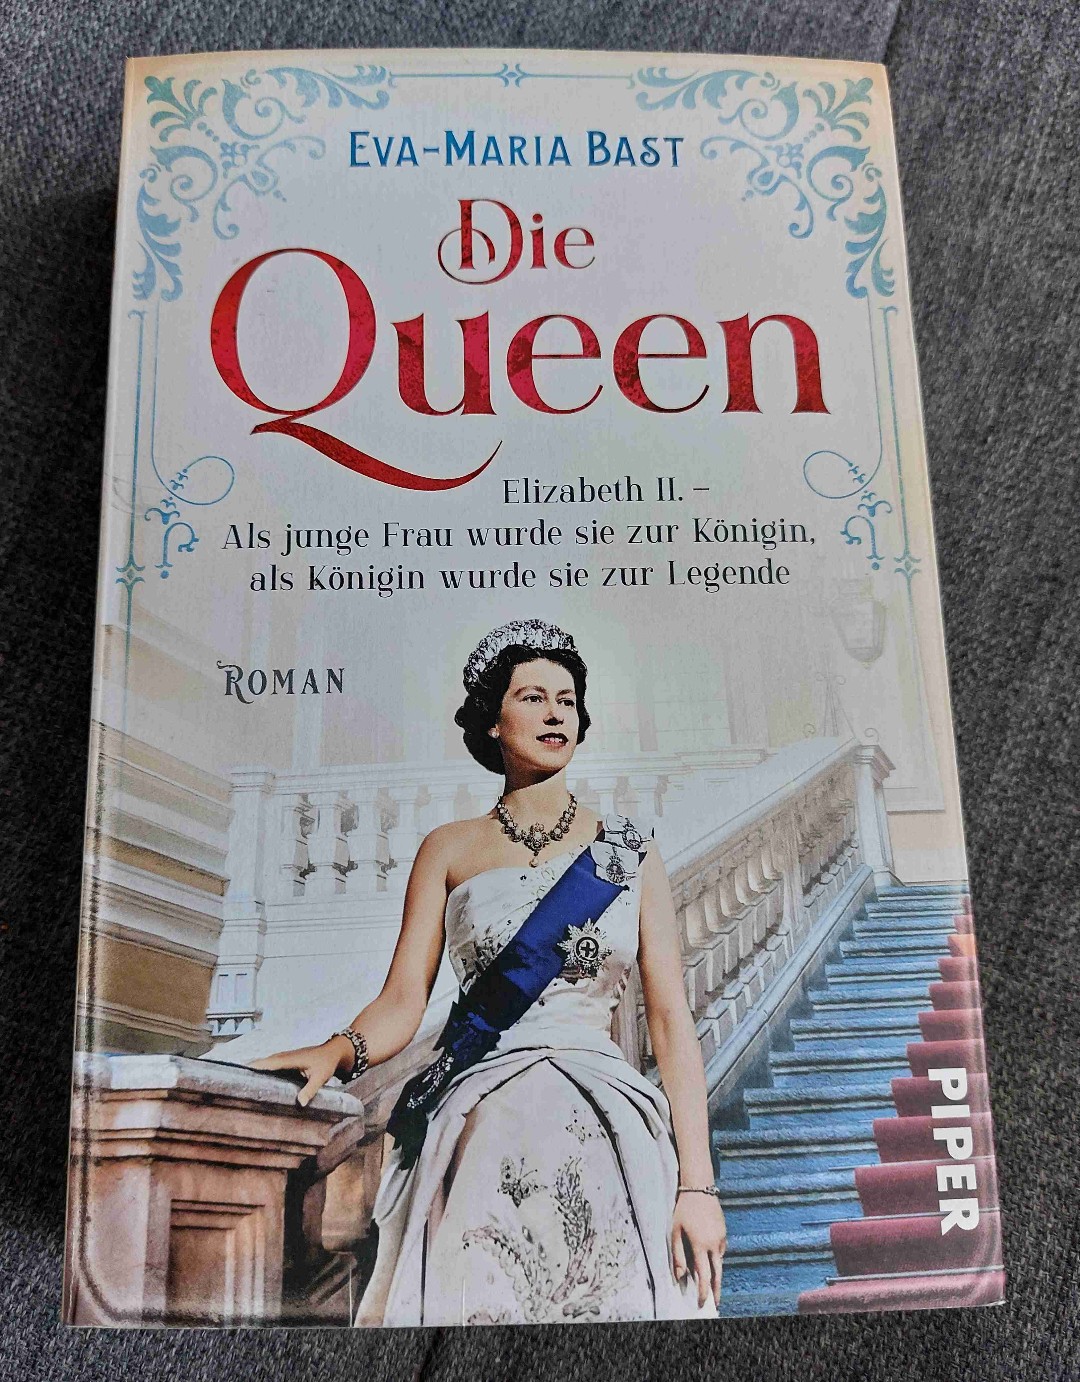 Eva-Maria Bast
Die
Queen
Elizabeth II. –
Als junge Frau wurde sie zur Königin,
als Königin wurde sie zur Legende
Roman
PIPER